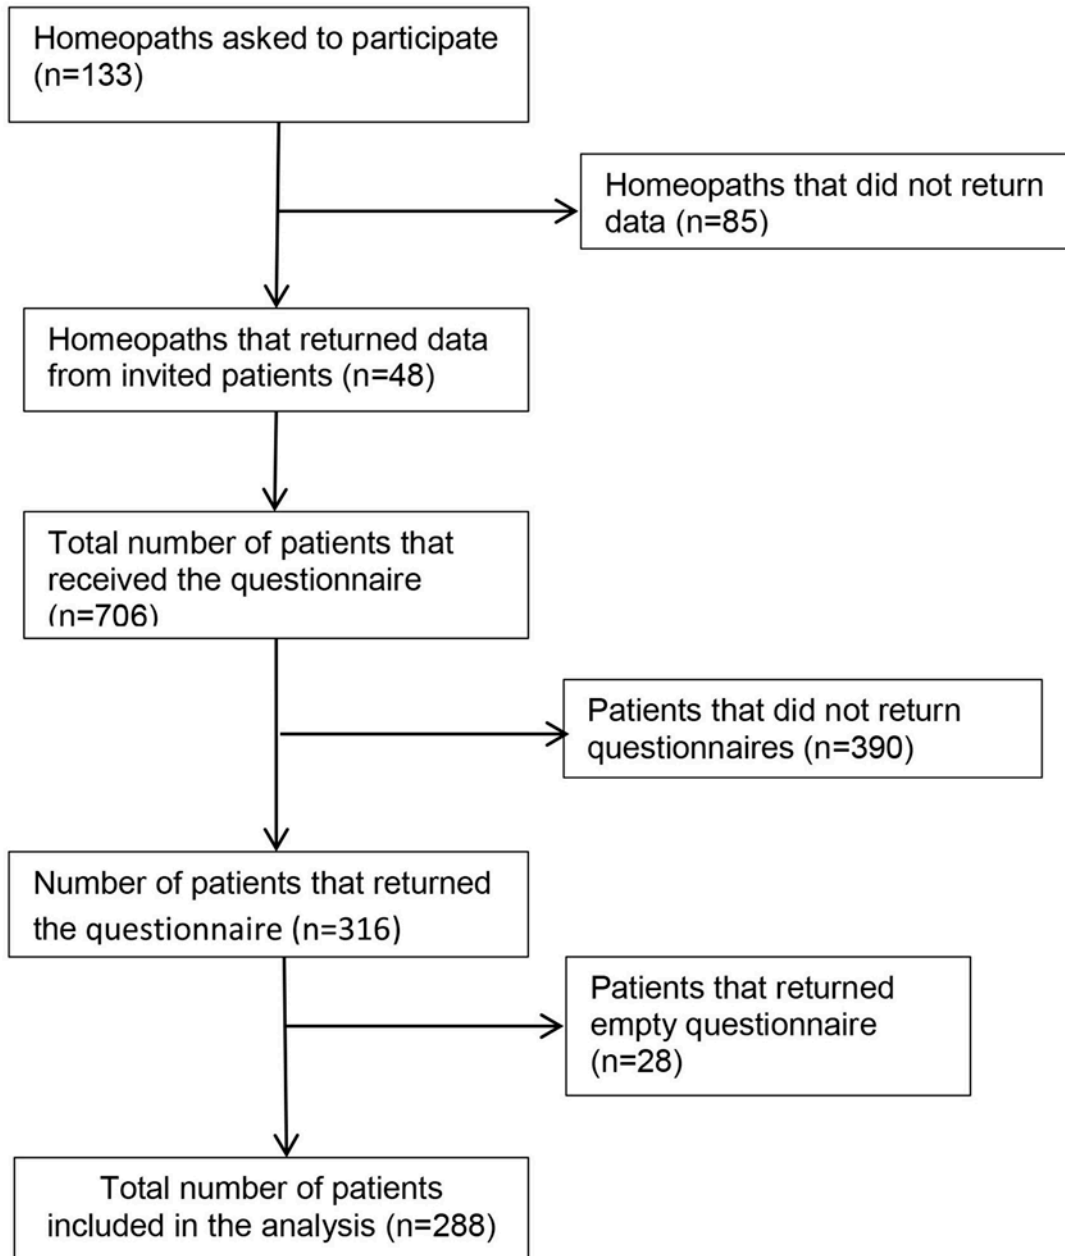 Homeopaths asked to participate
(n=133)
Homeopaths that did not return
data (n=85)
Homeopaths that returned data
from invited patients (n=48)
Total number of patients that
received the questionnaire
(n=706)
Patients that did not return
questionnaires (n=390)
Number of patients that returned
the questionnaire (n=316)
Patients that returned
empty questionnaire
(n=28)
Total number of patients
included in the analysis (n=288)